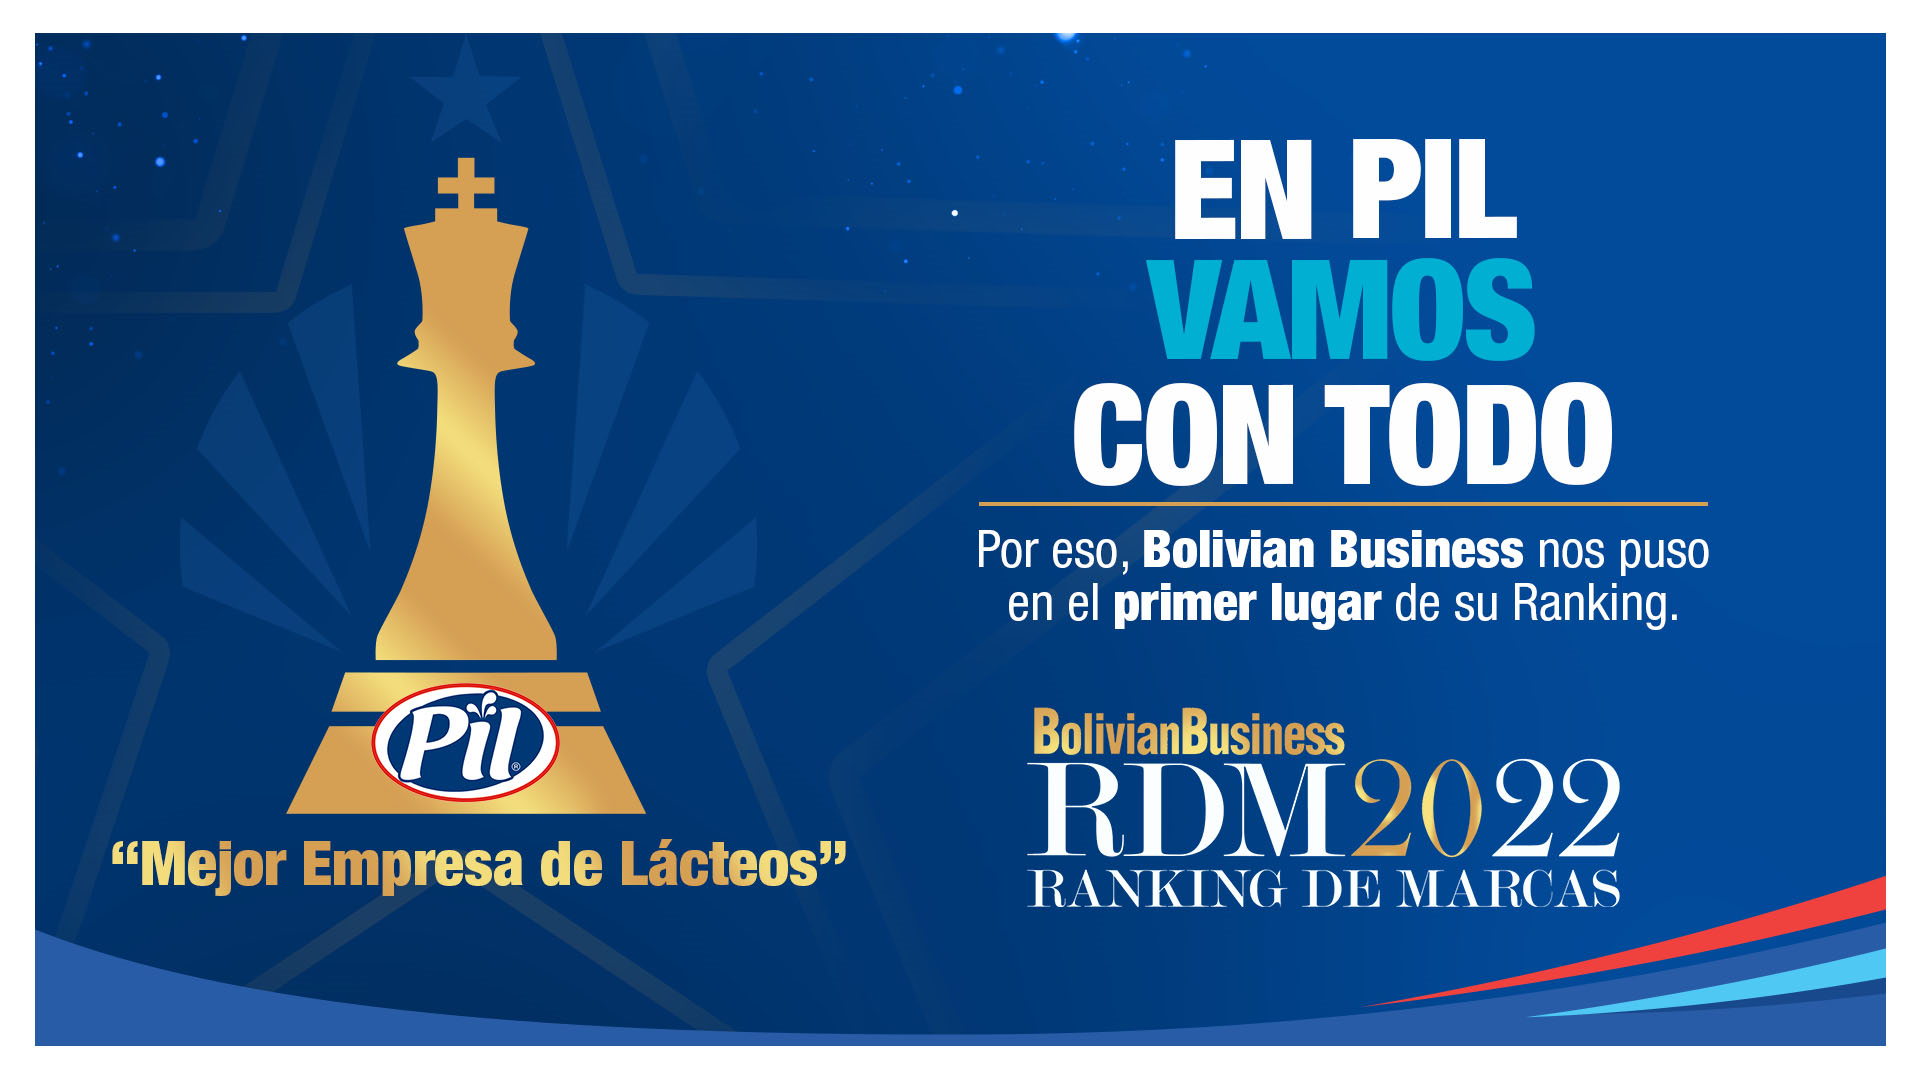 EN PIL
VAMOS
CON TODO
Por eso, Bolivian Business nos puso
en el primer lugar de su Ranking.
Pil®
“Mejor Empresa de Lácteos”
BolivianBusiness
RDM2022
RANKING DE MARCAS